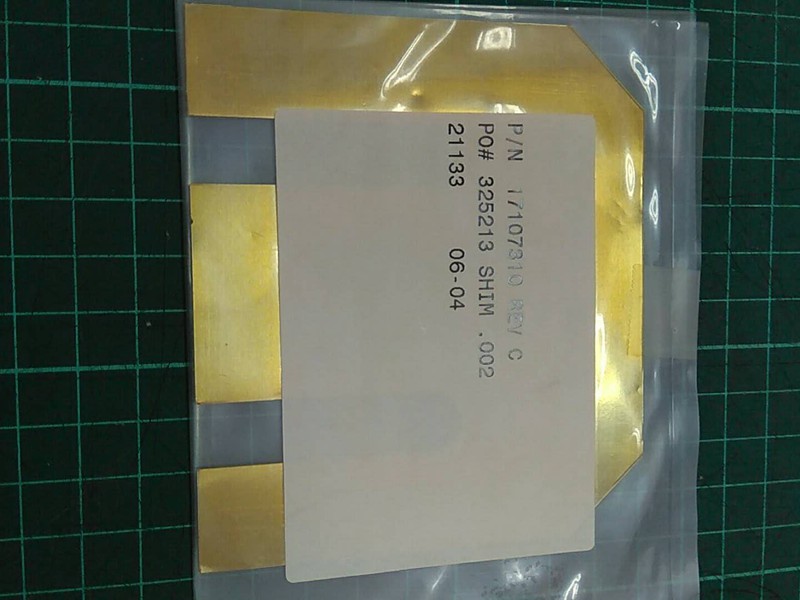 P/N 17107310 REV C
PO# 325213 SHIM .002
21133 06-04